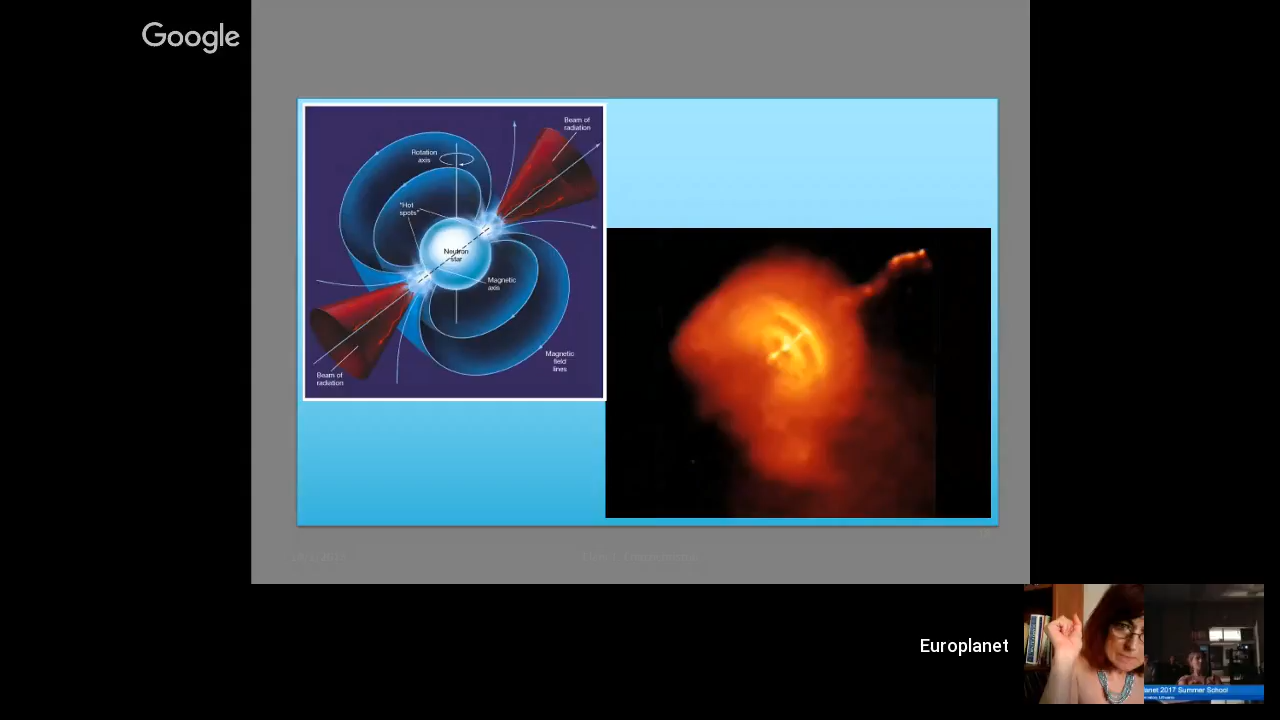 Google
Beam of
radiation
Rotation
axis
"Hot
spots"
Neutron
star
Magnetic
axis
Magnetic
field
lines
Beam of
radiation
Europlanet
anet 2017 Summer School